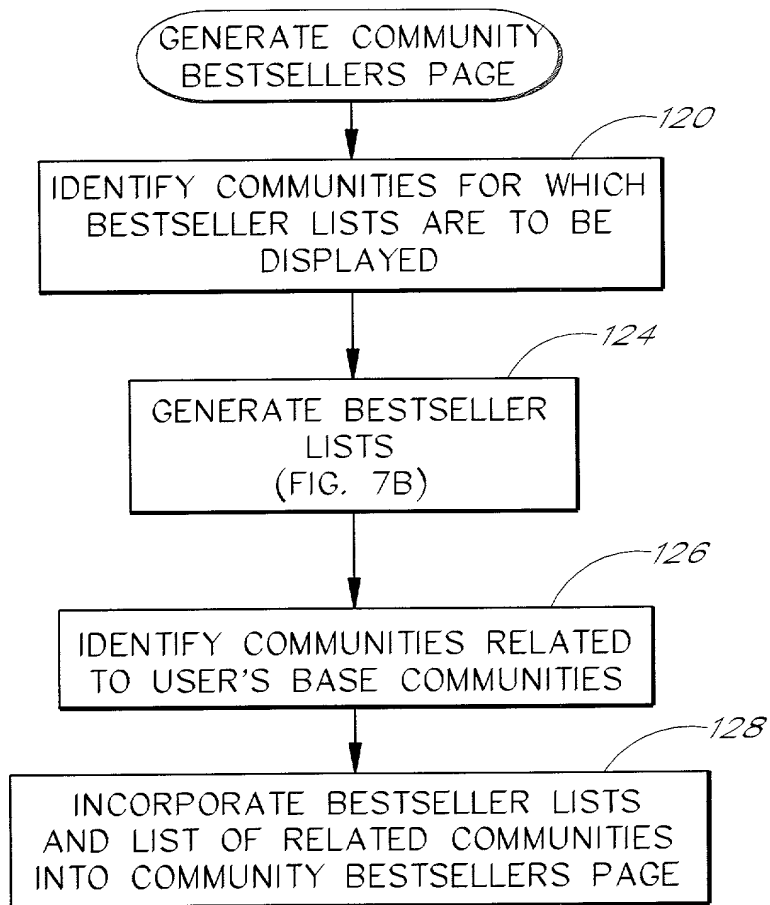 GENERATE COMMUNITY
BESTSELLERS PAGE
120
IDENTIFY COMMUNITIES FOR WHICH
BESTSELLER LISTS ARE TO BE
DISPLAYED
124
GENERATE BESTSELLER
LISTS
(FIG. 7B)
126
IDENTIFY COMMUNITIES RELATED
TO USER'S BASE COMMUNITIES
128
INCORPORATE BESTSELLER LISTS
AND LIST OF RELATED COMMUNITIES
INTO COMMUNITY BESTSELLERS PAGE